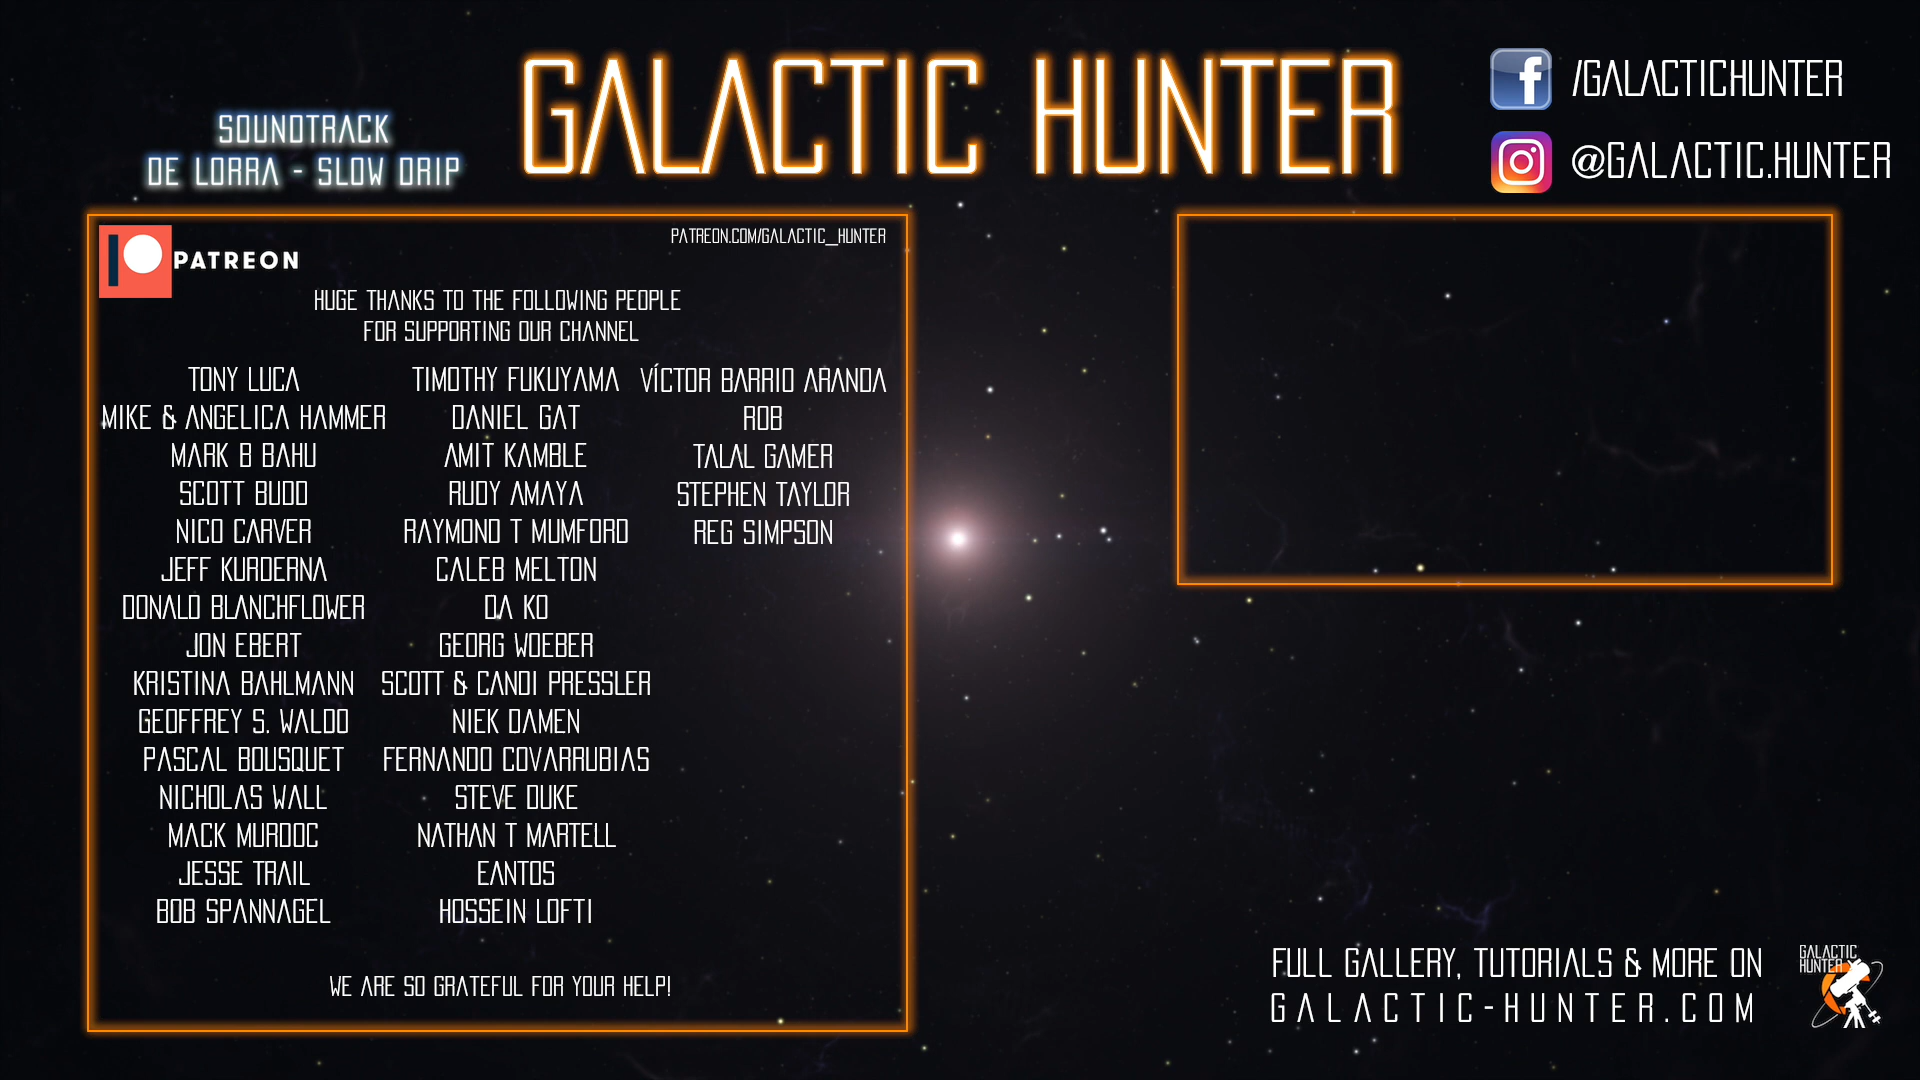 GALACTIC HUNTER
SOUNDTRACK
DE LORRA - SLOW DRIP
/GALACTICHUNTER
@GALACTIC.HUNTER
PATREON
PATREON.COM/GALACTIC_HUNTER
HUGE THANKS TO THE FOLLOWING PEOPLE
FOR SUPPORTING OUR CHANNEL
TONY LUCA
MIKE & ANGELICA HAMMER
MARK B BAHU
SCOTT BUDD
NICO CARVER
JEFF KURDERNA
DONALD BLANCHFLOWER
JON EBERT
KRISTINA BAHLMANN
GEOFFREY S. WALDO
PASCAL BOUSQUET
NICHOLAS WALL
MACK MURDOC
JESSE TRAIL
BOB SPANNAGEL
TIMOTHY FUKUYAMA
DANIEL GAT
AMIT KAMBLE
RUDY AMAYA
RAYMOND T MUMFORD
CALEB MELTON
DA KO
GEORG WOEBER
SCOTT & CANDI PRESSLER
NIEK DAMEN
FERNANDO COVARRUBIAS
STEVE DUKE
NATHAN T MARTELL
EANTOS
HOSSEIN LOFTI
VÍCTOR BARRIO ARANDA
ROB
TALAL GAMER
STEPHEN TAYLOR
REG SIMPSON
WE ARE SO GRATEFUL FOR YOUR HELP!
FULL GALLERY, TUTORIALS & MORE ON
GALACTIC-HUNTER.COM
GALACTIC
HUNTER